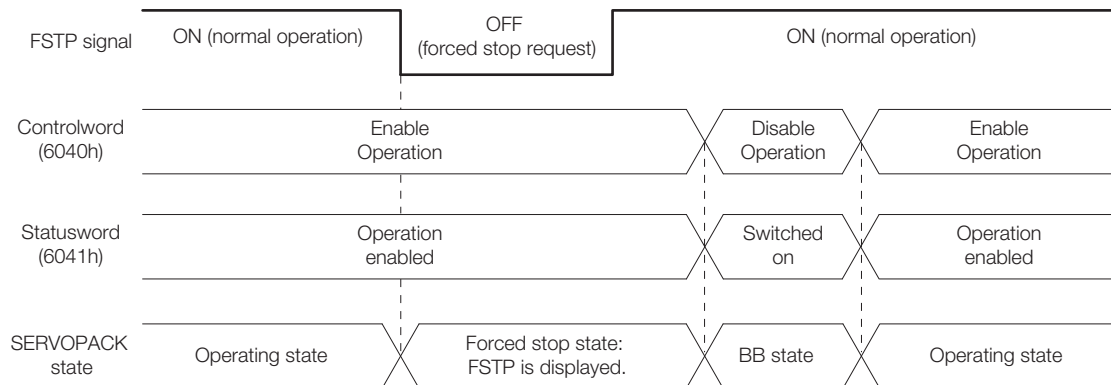 FSTP signal
ON (normal operation)
OFF
(forced stop request)
ON (normal operation)
Controlword
(6040h)
Enable
Operation
Disable
Operation
Enable
Operation
Statusword
(6041h)
Operation
enabled
Switched
on
Operation
enabled
SERVOPACK
state
Operating state
Forced stop state:
FSTP is displayed.
BB state
Operating state